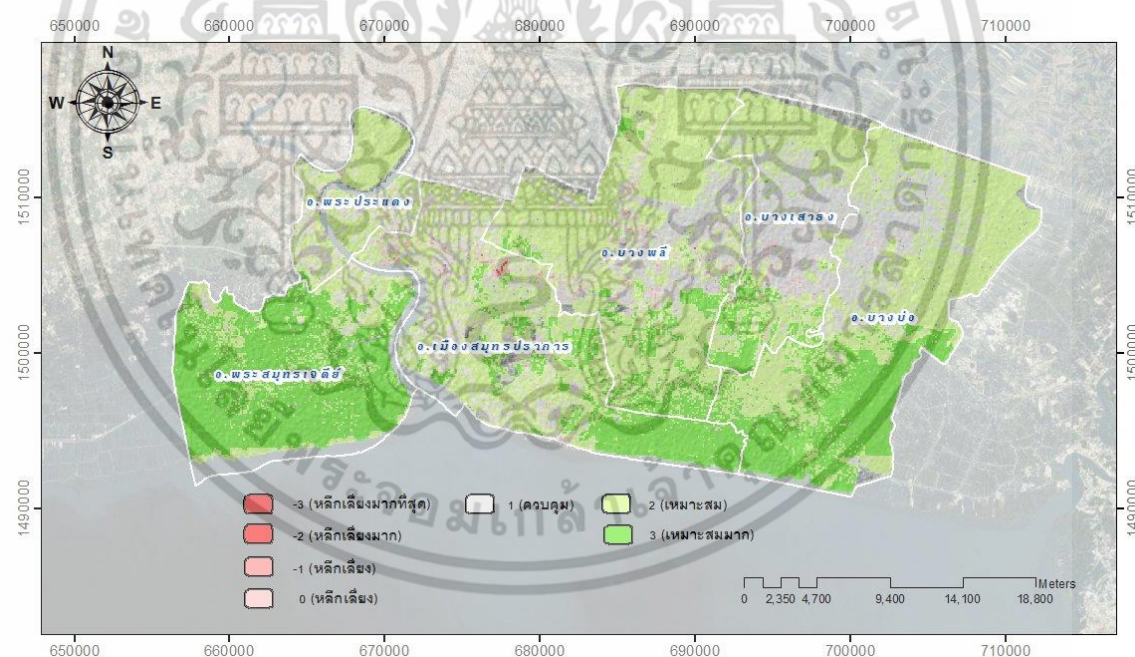 650000 660000 670000 680000 690000 700000 710000
N
W E
S
1510000 1510000
1500000 1500000
1490000 1490000
อ.พระประแดง
อ.บางเสาธง
อ.บางพลี
อ.บางบ่อ
อ.เมืองสมุทรปราการ
อ.พระสมุทรเจดีย์
-3 (หลีกเลี่ยงมากที่สุด)
1 (ควบคุม)
2 (เหมาะสม)
-2 (หลีกเลี่ยงมาก)
3 (เหมาะสมมาก)
-1 (หลีกเลี่ยง)
0 (หลีกเลี่ยง)
Meters
0 2,350 4,700 9,400 14,100 18,800
650000 660000 670000 680000 690000 700000 710000